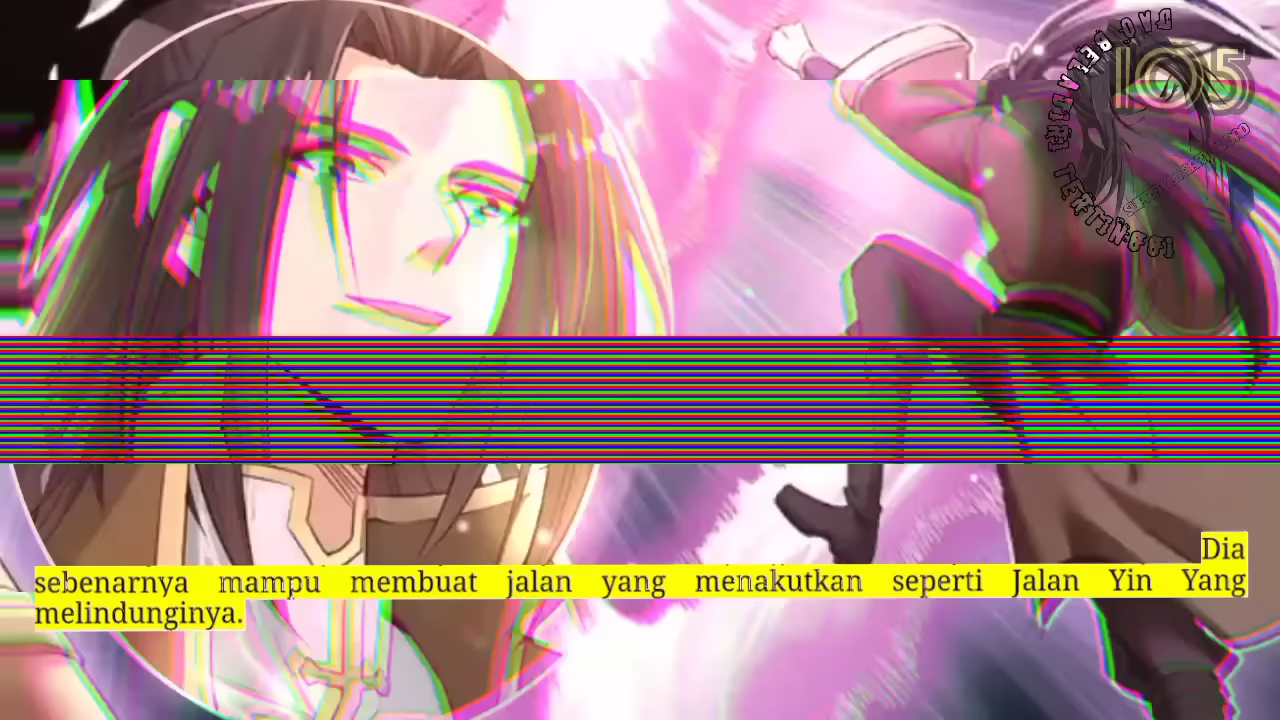 105
Dia
sebenarnya mampu membuat jalan yang menakutkan seperti Jalan Yin Yang
melindunginya.